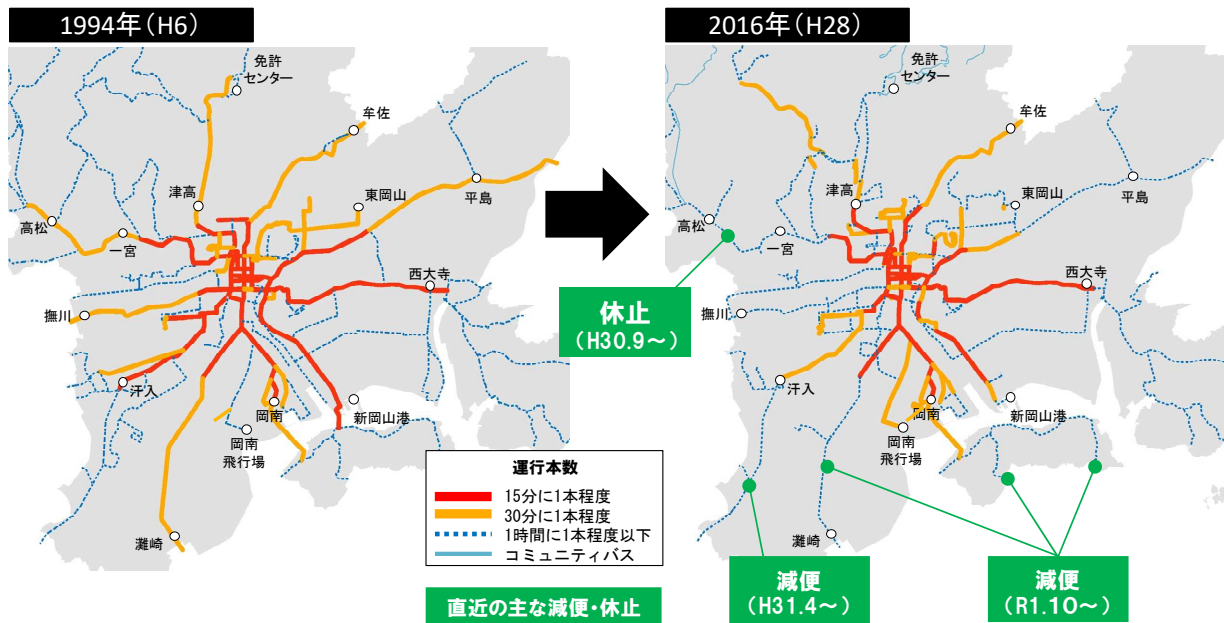 1994年(H6)
免許
センター
牟佐
津高
東岡山
平島
高松
一宮
西大寺
撫川
汗入
岡南
新岡山港
岡南
飛行場
灘崎
運行本数
15分に1本程度
30分に1本程度
1時間に1本程度以下
コミュニティバス
直近の主な減便・休止
2016年(H28)
免許
センター
牟佐
津高
東岡山
平島
高松
一宮
西大寺
休止
(H30.9~)
撫川
汗入
岡南
新岡山港
岡南
飛行場
灘崎
減便
(H31.4~)
減便
(R1.10~)